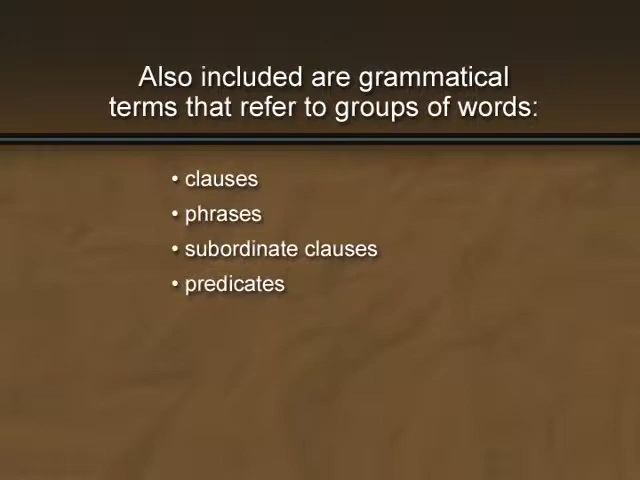 Also included are grammatical
terms that refer to groups of words:
• clauses
• phrases
• subordinate clauses
• predicates